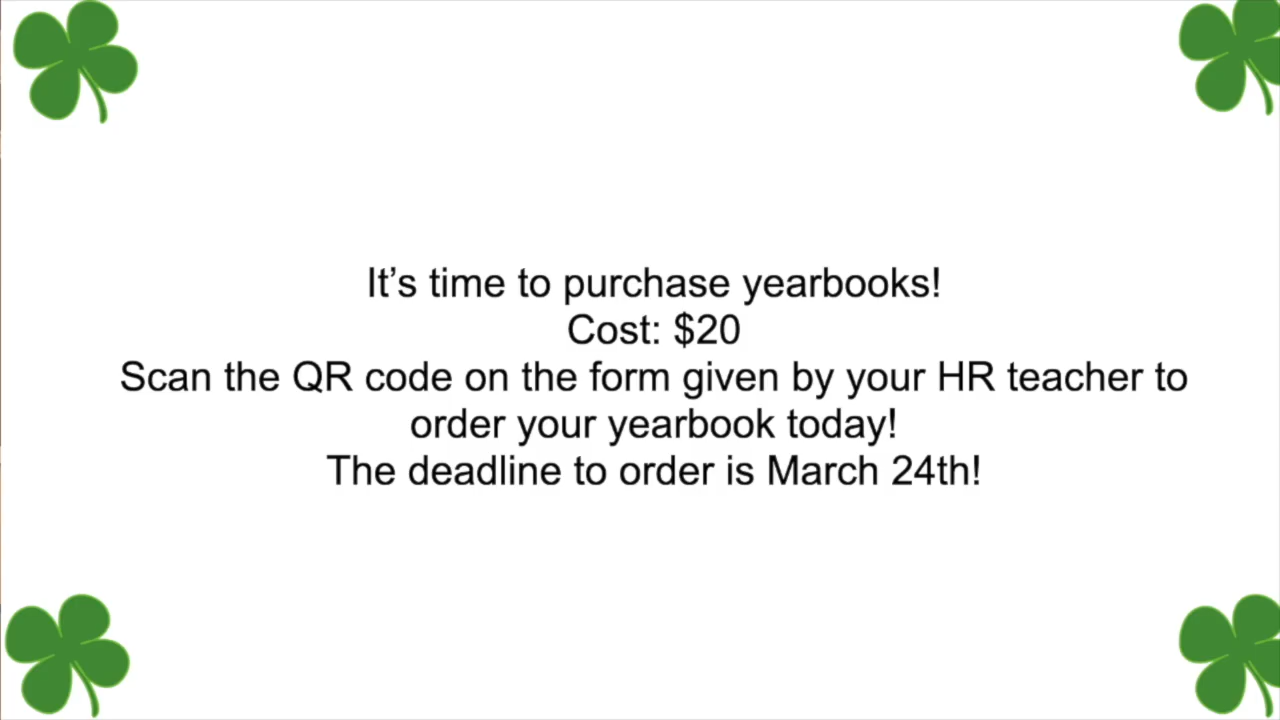 It’s time to purchase yearbooks!
Cost: $20
Scan the QR code on the form given by your HR teacher to
order your yearbook today!
The deadline to order is March 24th!